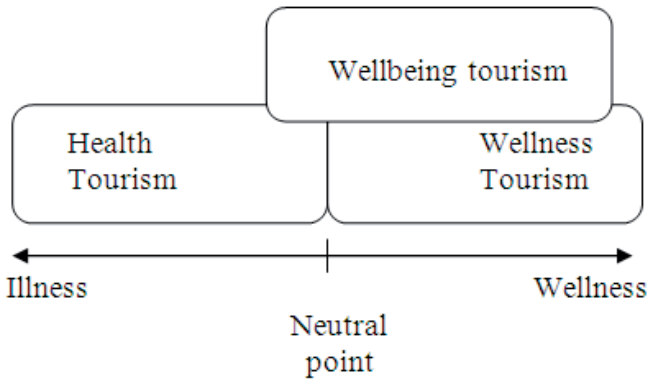 Wellbeing tourism
Health
Tourism
Wellness
Tourism
Illness
Wellness
Neutral
point